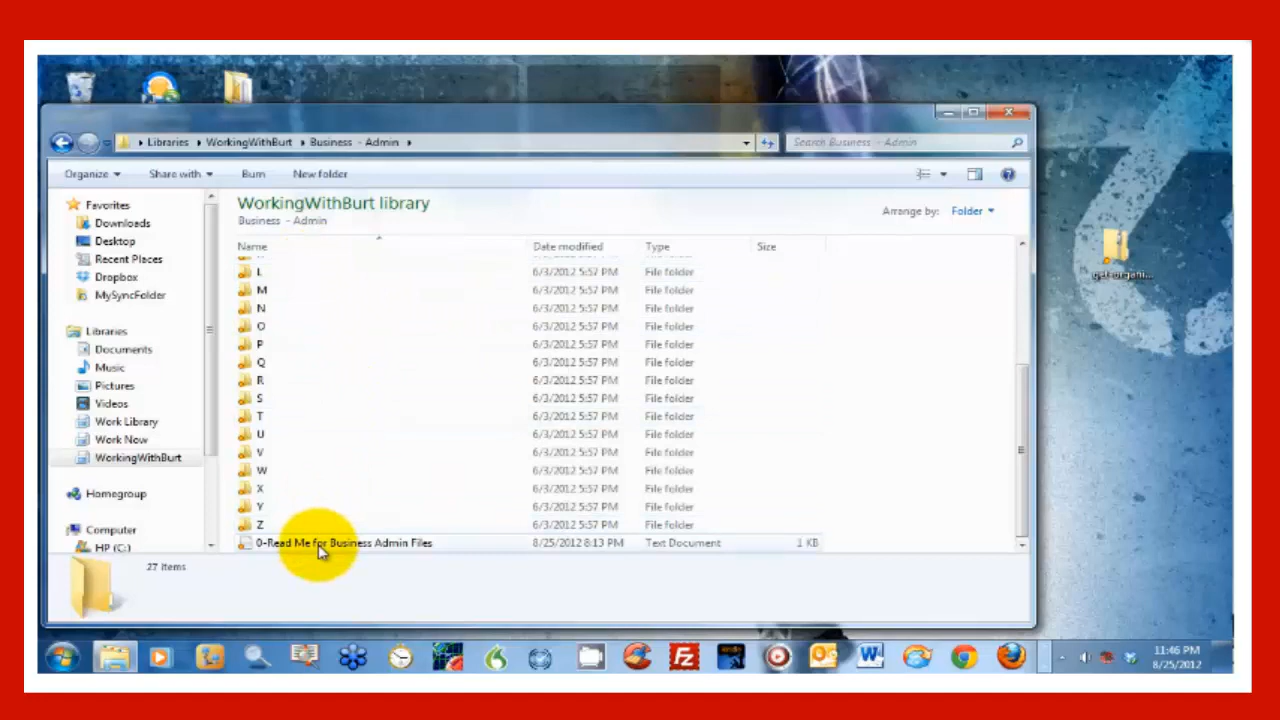 Libraries ▸ WorkingWithBurt ▸ Business - Admin ▸
Search Business - Admin
Organize Share with Burn New folder
WorkingWithBurt library
Business - Admin
Arrange by: Folder
Name Date modified Type Size
Favorites
Downloads
Desktop
Recent Places
Dropbox
MySyncFolder
Libraries
Documents
Music
Pictures
Videos
Work Library
Work Now
WorkingWithBurt
Homegroup
Computer
HP (C:)
L 6/3/2012 5:57 PM File folder
M 6/3/2012 5:57 PM File folder
N 6/3/2012 5:57 PM File folder
O 6/3/2012 5:57 PM File folder
P 6/3/2012 5:57 PM File folder
Q 6/3/2012 5:57 PM File folder
R 6/3/2012 5:57 PM File folder
S 6/3/2012 5:57 PM File folder
T 6/3/2012 5:57 PM File folder
U 6/3/2012 5:57 PM File folder
V 6/3/2012 5:57 PM File folder
W 6/3/2012 5:57 PM File folder
X 6/3/2012 5:57 PM File folder
Y 6/3/2012 5:57 PM File folder
Z 6/3/2012 5:57 PM File folder
0-Read Me for Business Admin Files 8/25/2012 8:13 PM Text Document 1 KB
27 items
get-organi...
Fz
W
11:46 PM
8/25/2012